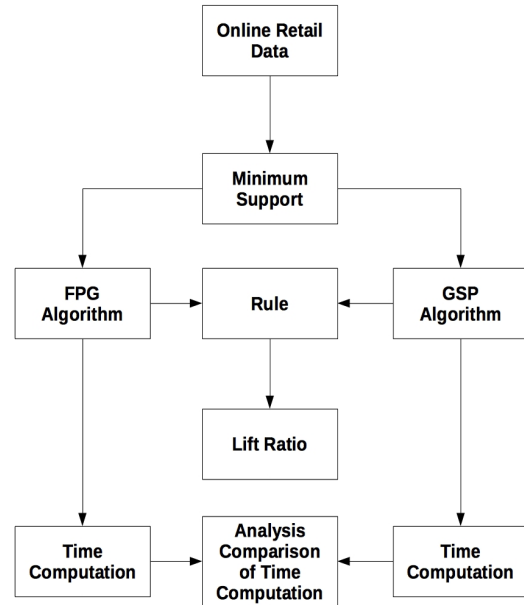 Online Retail
Data
Minimum
Support
FPG
Algorithm
Rule
GSP
Algorithm
Lift Ratio
Time
Computation
Analysis
Comparison
of Time
Computation
Time
Computation